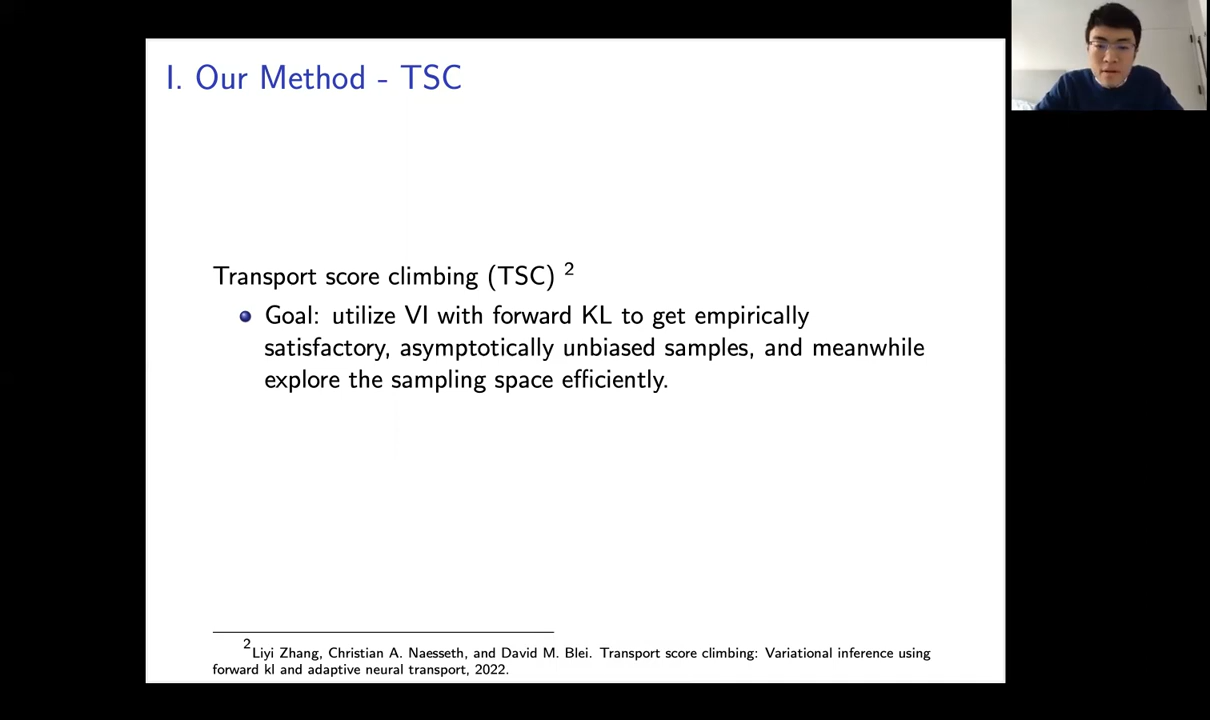 I. Our Method - TSC
Transport score climbing (TSC) 2
Goal: utilize VI with forward KL to get empirically
satisfactory, asymptotically unbiased samples, and meanwhile
explore the sampling space efficiently.
2Liyi Zhang, Christian A. Naesseth, and David M. Blei. Transport score climbing: Variational inference using
forward kl and adaptive neural transport, 2022.